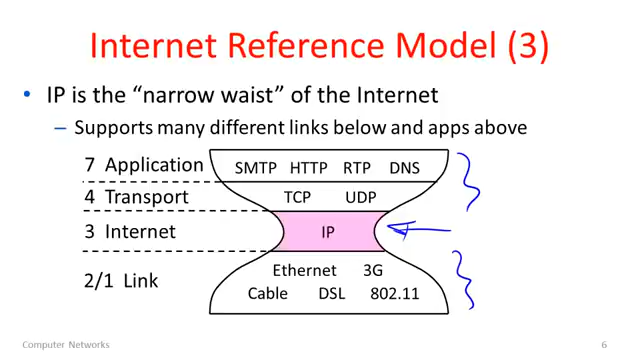 Internet Reference Model (3)
• IP is the “narrow waist” of the Internet
– Supports many different links below and apps above
7 Application SMTP HTTP RTP DNS
4 Transport TCP UDP
3 Internet IP
2/1 Link Ethernet 3G
Cable DSL 802.11
Computer Networks 6